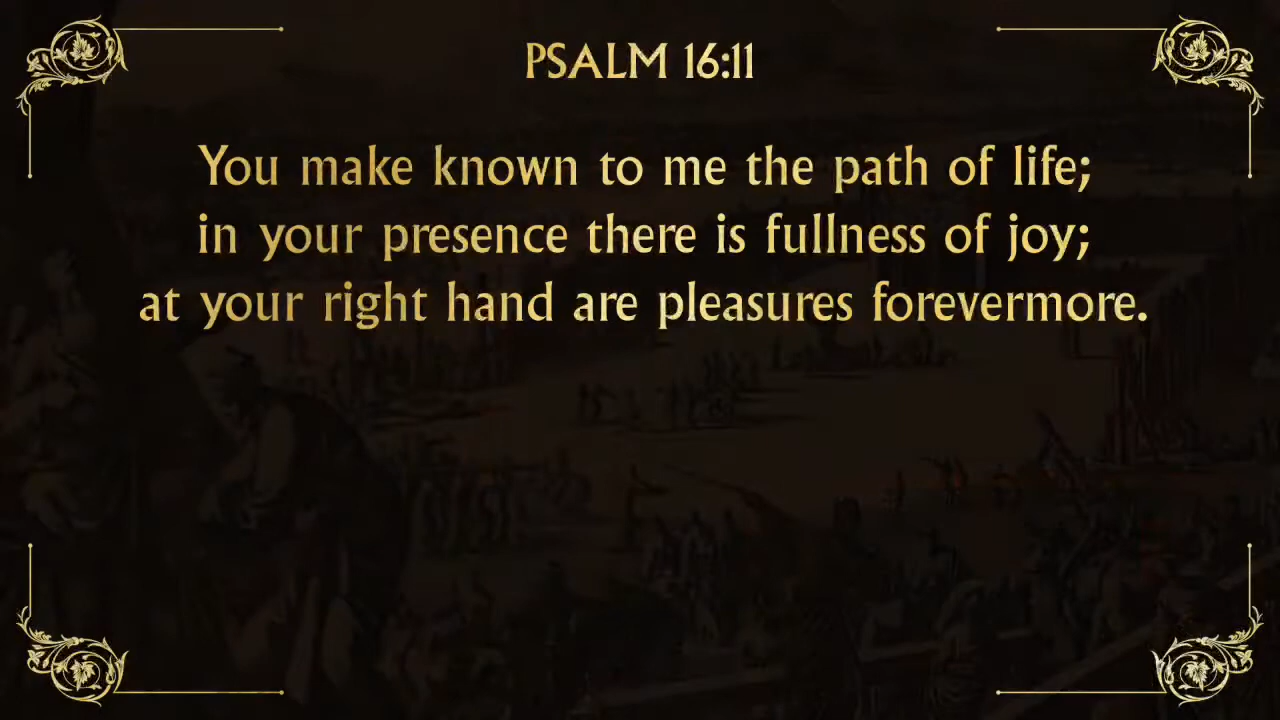 PSALM 16:11
You make known to me the path of life;
in your presence there is fullness of joy;
at your right hand are pleasures forevermore.